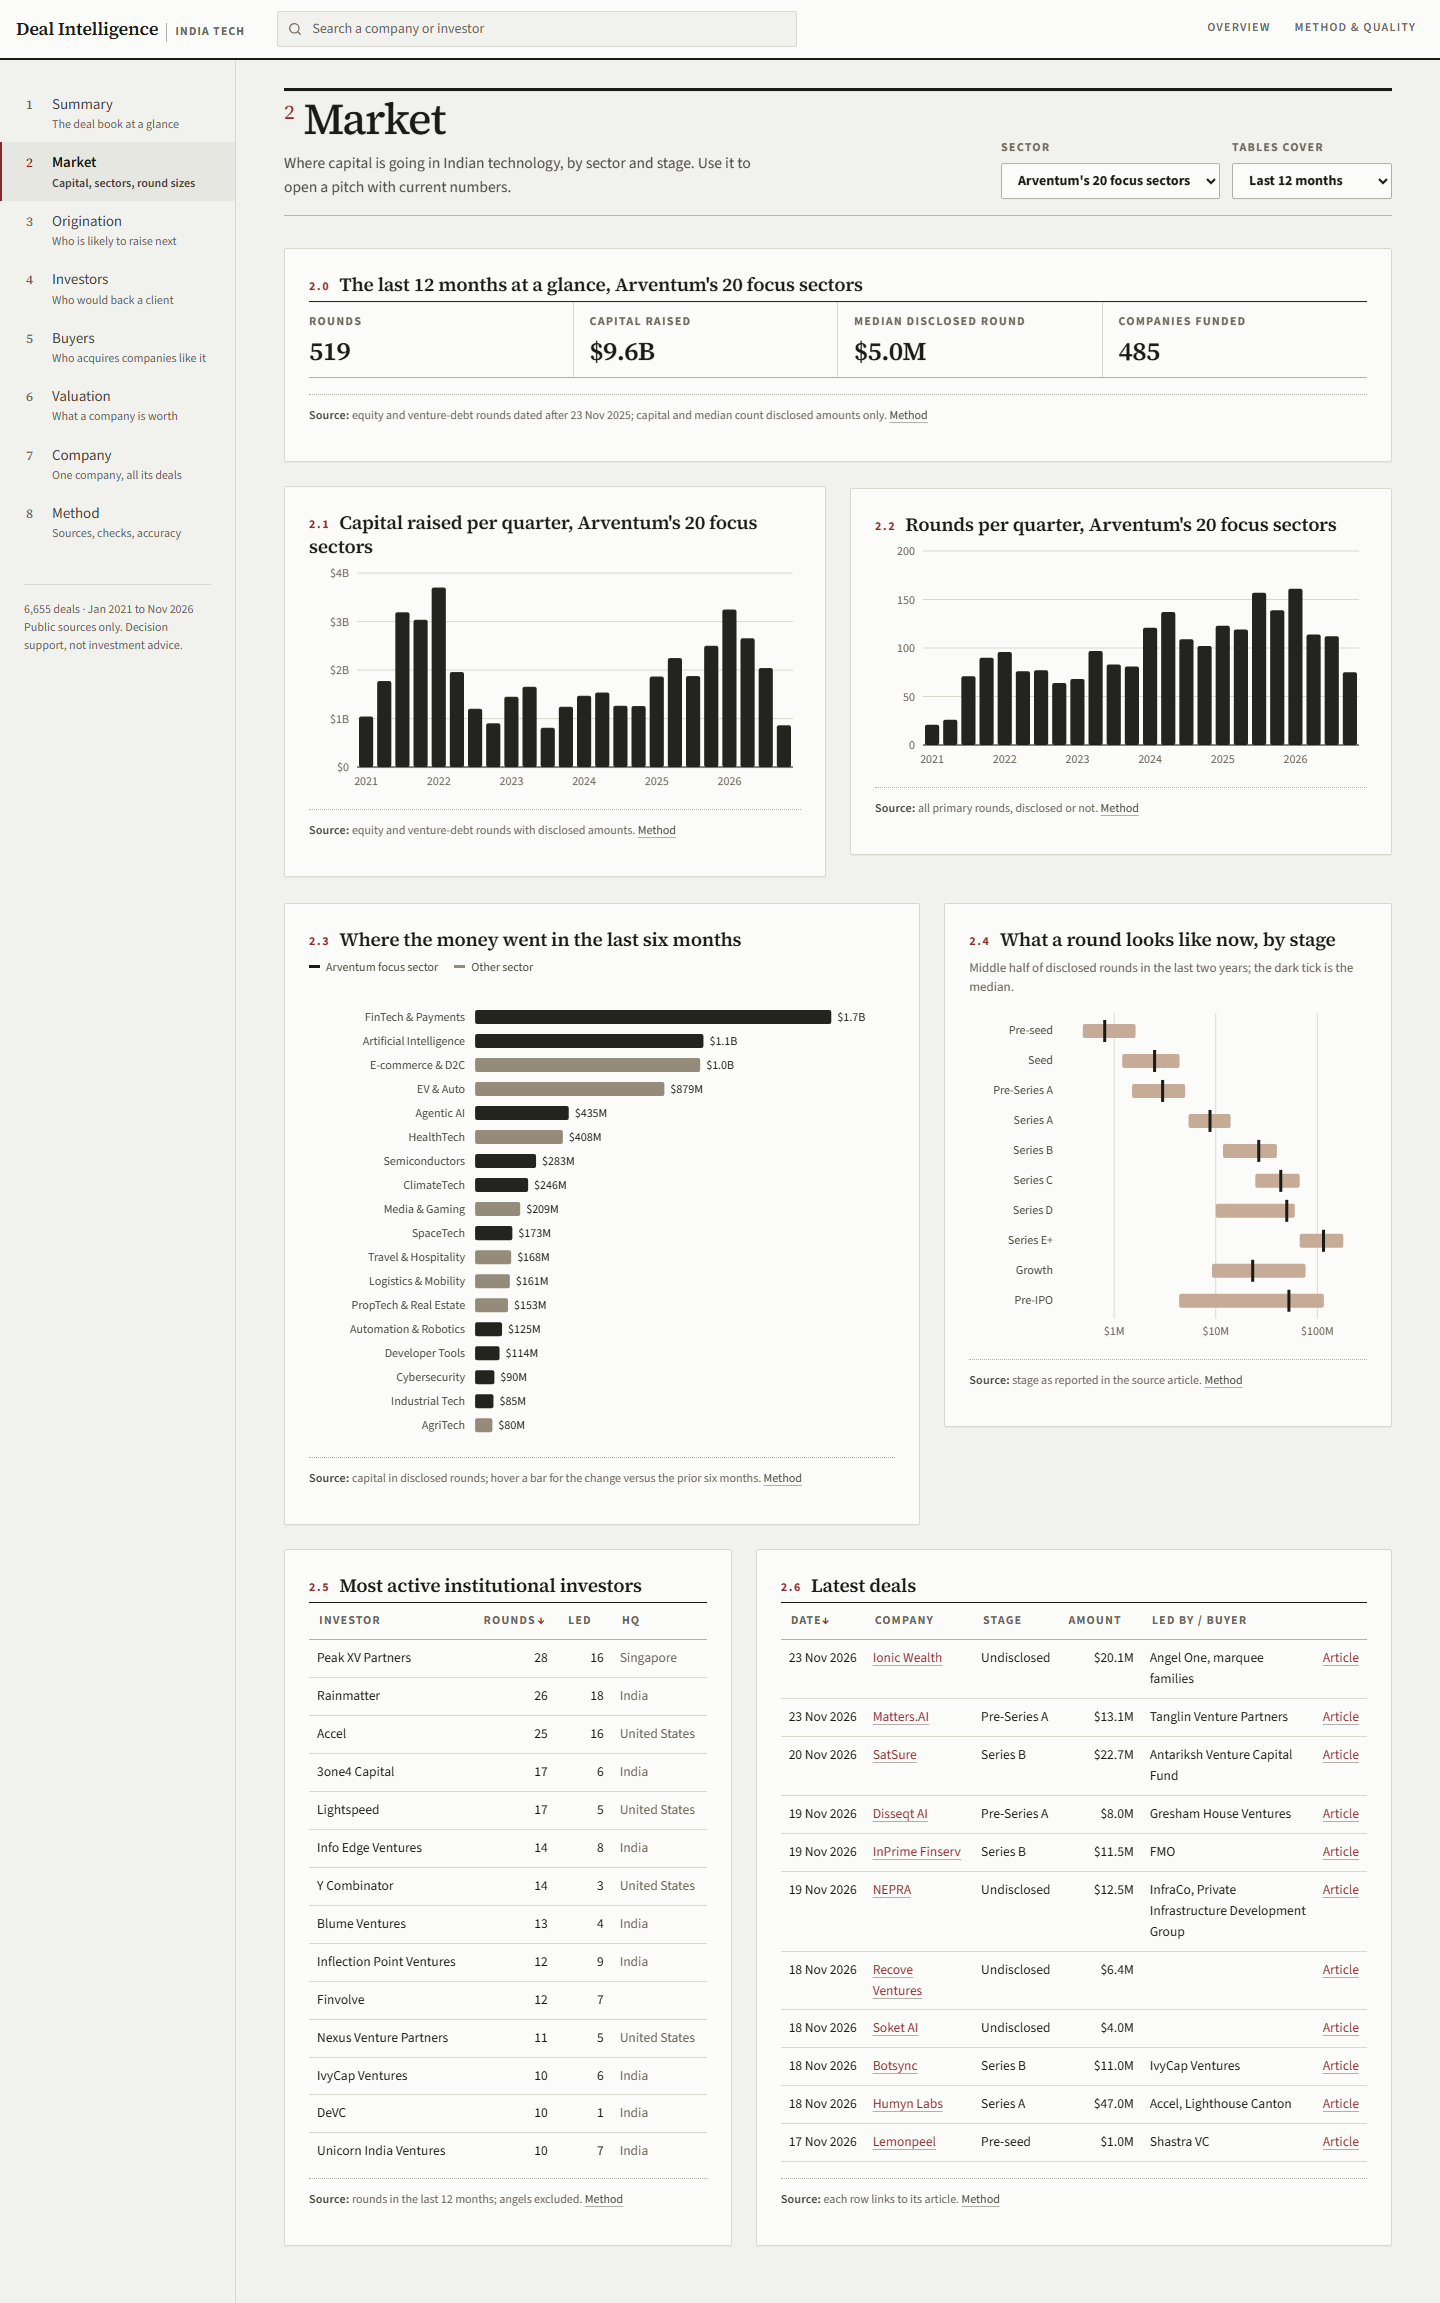 Deal Intelligence | INDIA TECH
Search a company or investor
OVERVIEW METHOD & QUALITY
1 Summary
The deal book at a glance
2 Market
Capital, sectors, round sizes
3 Origination
Who is likely to raise next
4 Investors
Who would back a client
5 Buyers
Who acquires companies like it
6 Valuation
What a company is worth
7 Company
One company, all its deals
8 Method
Sources, checks, accuracy
6,655 deals · Jan 2021 to Nov 2026
Public sources only. Decision
support, not investment advice.
2 Market
Where capital is going in Indian technology, by sector and stage. Use it to
open a pitch with current numbers.
SECTOR
Arventum's 20 focus sectors
TABLES COVER
Last 12 months
2.0 The last 12 months at a glance, Arventum's 20 focus sectors
ROUNDS
519
CAPITAL RAISED
$9.6B
MEDIAN DISCLOSED ROUND
$5.0M
COMPANIES FUNDED
485
Source: equity and venture-debt rounds dated after 23 Nov 2025; capital and median count disclosed amounts only. Method
2.1 Capital raised per quarter, Arventum's 20 focus
sectors
$4B
$3B
$2B
$1B
$0
2021 2022 2023 2024 2025 2026
Source: equity and venture-debt rounds with disclosed amounts. Method
2.2 Rounds per quarter, Arventum's 20 focus sectors
200
150
100
50
0
2021 2022 2023 2024 2025 2026
Source: all primary rounds, disclosed or not. Method
2.3 Where the money went in the last six months
Arventum focus sector Other sector
FinTech & Payments $1.7B
Artificial Intelligence $1.1B
E-commerce & D2C $1.0B
EV & Auto $879M
Agentic AI $435M
HealthTech $408M
Semiconductors $283M
ClimateTech $246M
Media & Gaming $209M
SpaceTech $173M
Travel & Hospitality $168M
Logistics & Mobility $161M
PropTech & Real Estate $153M
Automation & Robotics $125M
Developer Tools $114M
Cybersecurity $90M
Industrial Tech $85M
AgriTech $80M
Source: capital in disclosed rounds; hover a bar for the change versus the prior six months. Method
2.4 What a round looks like now, by stage
Middle half of disclosed rounds in the last two years; the dark tick is the
median.
Pre-seed
Seed
Pre-Series A
Series A
Series B
Series C
Series D
Series E+
Growth
Pre-IPO
$1M $10M $100M
Source: stage as reported in the source article. Method
2.5 Most active institutional investors
INVESTOR ROUNDS↓ LED HQ
Peak XV Partners 28 16 Singapore
Rainmatter 26 18 India
Accel 25 16 United States
3one4 Capital 17 6 India
Lightspeed 17 5 United States
Info Edge Ventures 14 8 India
Y Combinator 14 3 United States
Blume Ventures 13 4 India
Inflection Point Ventures 12 9 India
Finvolve 12 7
Nexus Venture Partners 11 5 United States
IvyCap Ventures 10 6 India
DeVC 10 1 India
Unicorn India Ventures 10 7 India
Source: rounds in the last 12 months; angels excluded. Method
2.6 Latest deals
DATE↓ COMPANY STAGE AMOUNT LED BY / BUYER
23 Nov 2026 Ionic Wealth Undisclosed $20.1M Angel One, marquee Article
families
23 Nov 2026 Matters.AI Pre-Series A $13.1M Tanglin Venture Partners Article
20 Nov 2026 SatSure Series B $22.7M Antariksh Venture Capital Article
Fund
19 Nov 2026 Disseqt AI Pre-Series A $8.0M Gresham House Ventures Article
19 Nov 2026 InPrime Finserv Series B $11.5M FMO Article
19 Nov 2026 NEPRA Undisclosed $12.5M InfraCo, Private Article
Infrastructure Development
Group
18 Nov 2026 Recove Undisclosed $6.4M Article
Ventures
18 Nov 2026 Soket AI Undisclosed $4.0M Article
18 Nov 2026 Botsync Series B $11.0M IvyCap Ventures Article
18 Nov 2026 Humyn Labs Series A $47.0M Accel, Lighthouse Canton Article
17 Nov 2026 Lemonpeel Pre-seed $1.0M Shastra VC Article
Source: each row links to its article. Method